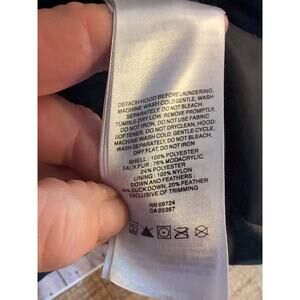 DETACH HOOD BEFORE LAUNDERING.
MACHINE WASH COLD GENTLE, WASH
SEPARATELY. DO NOT BLEACH.
TUMBLE DRY LOW. REMOVE PROMPTLY.
DO NOT IRON. DO NOT USE FABRIC
SOFTENER. DO NOT DRYCLEAN, HOOD:
MACHINE WASH COLD, GENTLE CYCLE,
WASH SEPARATELY, DO NOT BLEACH.
DRY FLAT. DO NOT IRON
SHELL : 100% POLYESTER
FAUX FUR : 76% MODACRYLIC,
24% POLYESTER
LINING : 100% NYLON
DOWN AND FEATHERS :
DUCK DOWN, 20% FEATHER
EXCLUSIVE OF TRIMMING
RN 69724
CA 05367